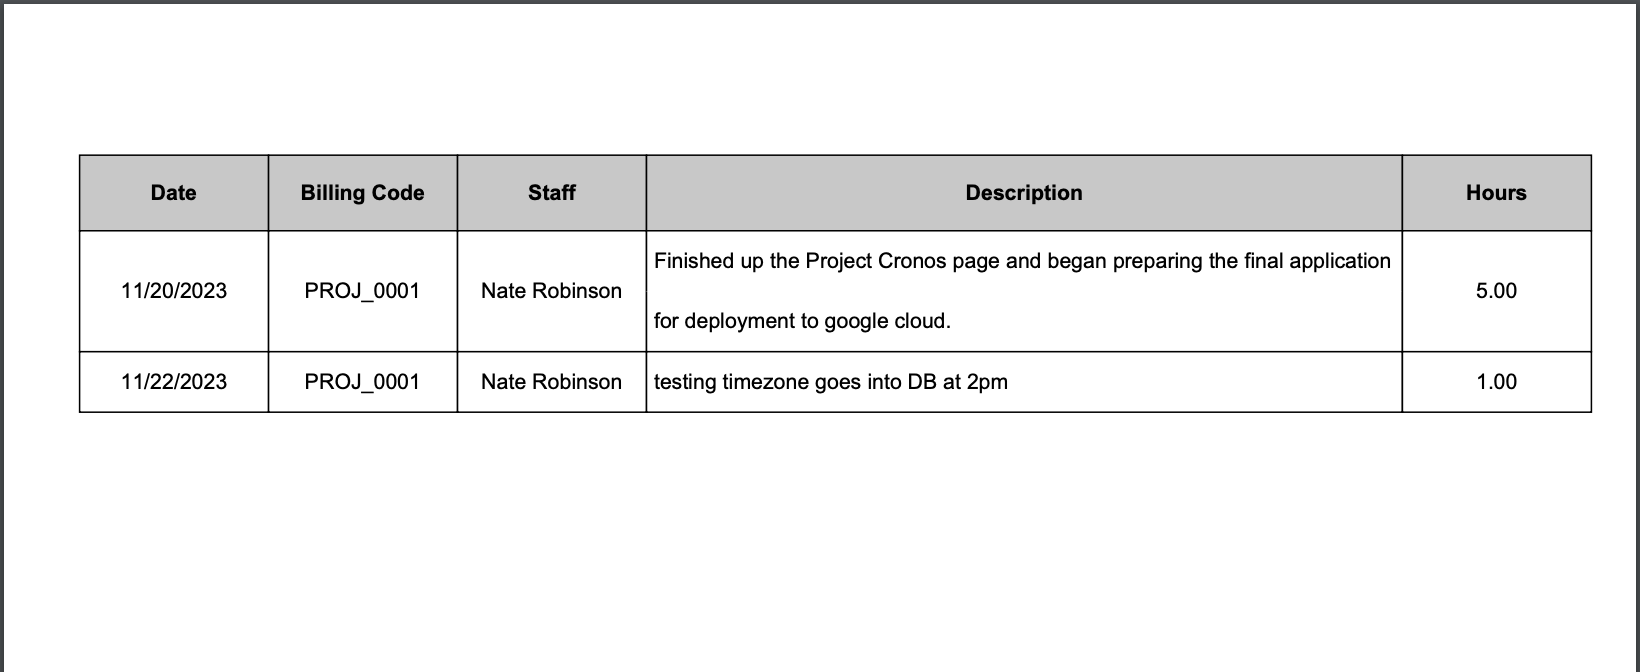 Date Billing Code Staff Description Hours
11/20/2023 PROJ_0001 Nate Robinson Finished up the Project Cronos page and began preparing the final application
for deployment to google cloud. 5.00
11/22/2023 PROJ_0001 Nate Robinson testing timezone goes into DB at 2pm 1.00